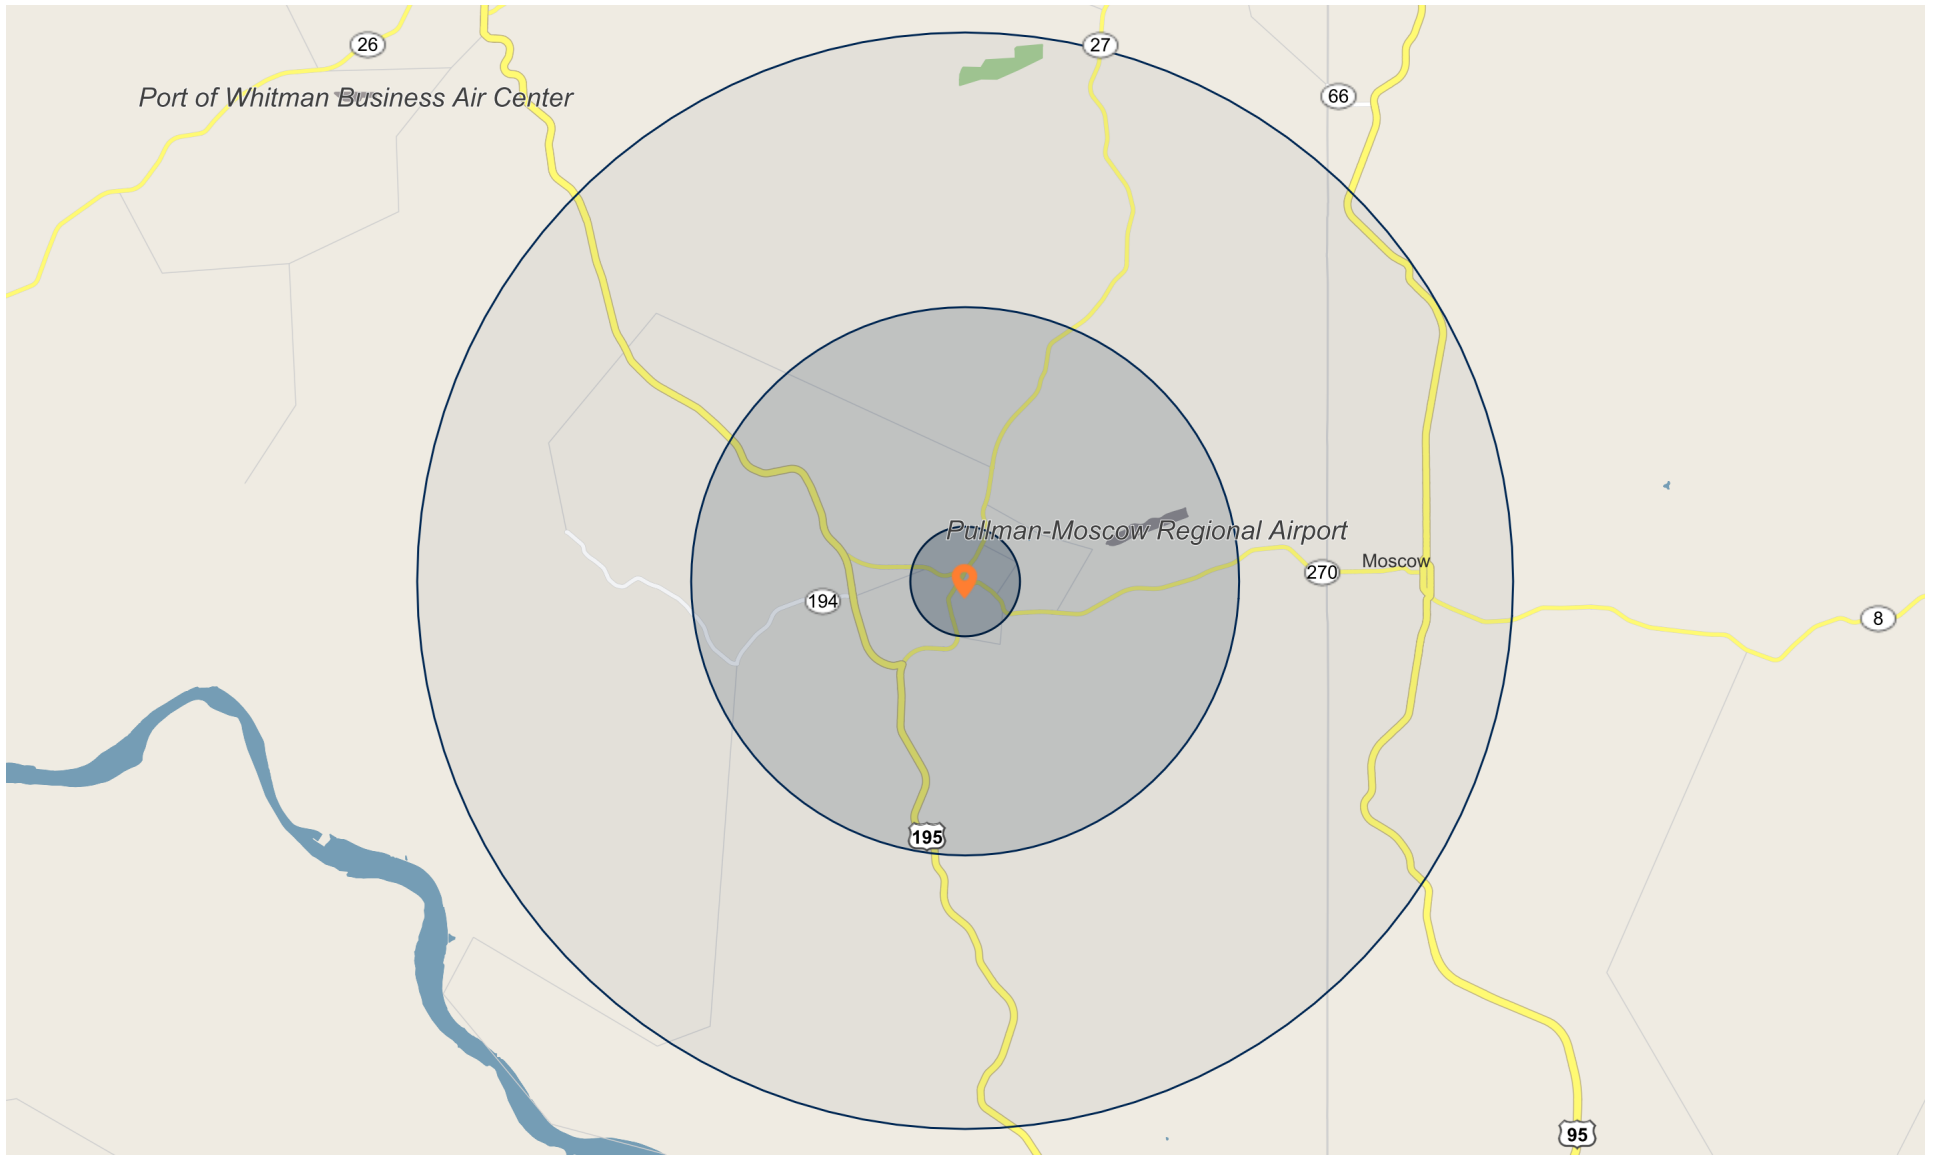 26
27
Port of Whitman Business Air Center
66
Pullman-Moscow Regional Airport
Moscow
270
194
8
195
95